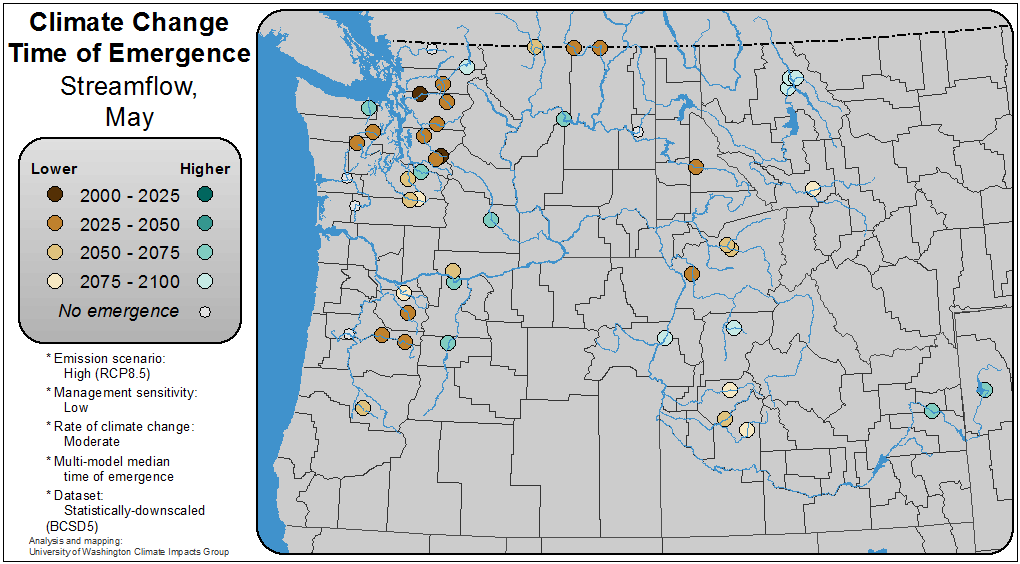 Climate Change
Time of Emergence
Streamflow,
May
Lower Higher
2000 - 2025
2025 - 2050
2050 - 2075
2075 - 2100
No emergence
* Emission scenario:
High (RCP8.5)
* Management sensitivity:
Low
* Rate of climate change:
Moderate
* Multi-model median
time of emergence
* Dataset:
Statistically-downscaled
(BCSD5)
Analysis and mapping:
University of Washington Climate Impacts Group